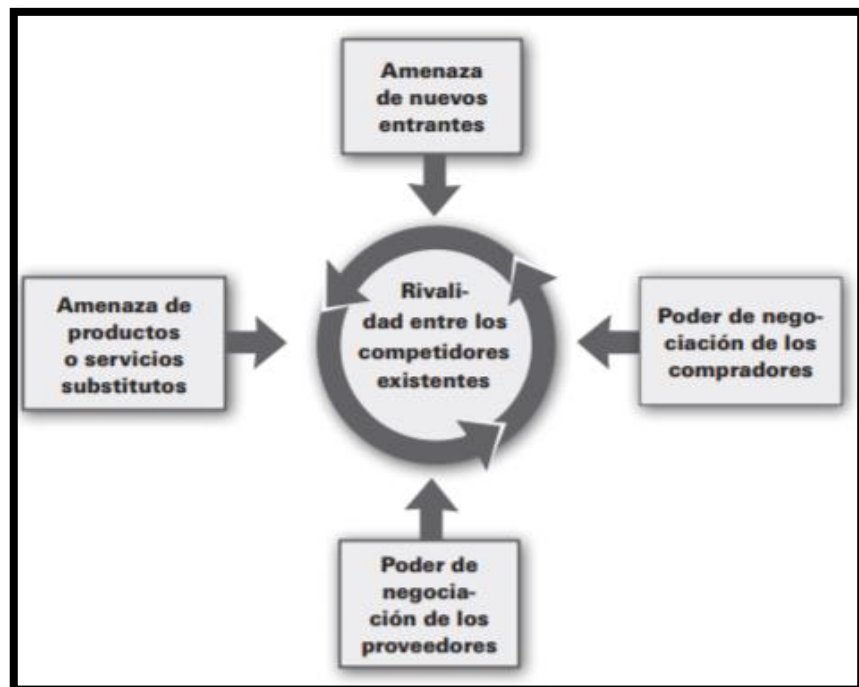 Amenaza
de nuevos
entrantes
Amenaza de
productos
o servicios
substitutos
Rivali-
dad entre los
competidores
existentes
Poder de nego-
ciación de los
compradores
Poder de
negocia-
ción de los
proveedores